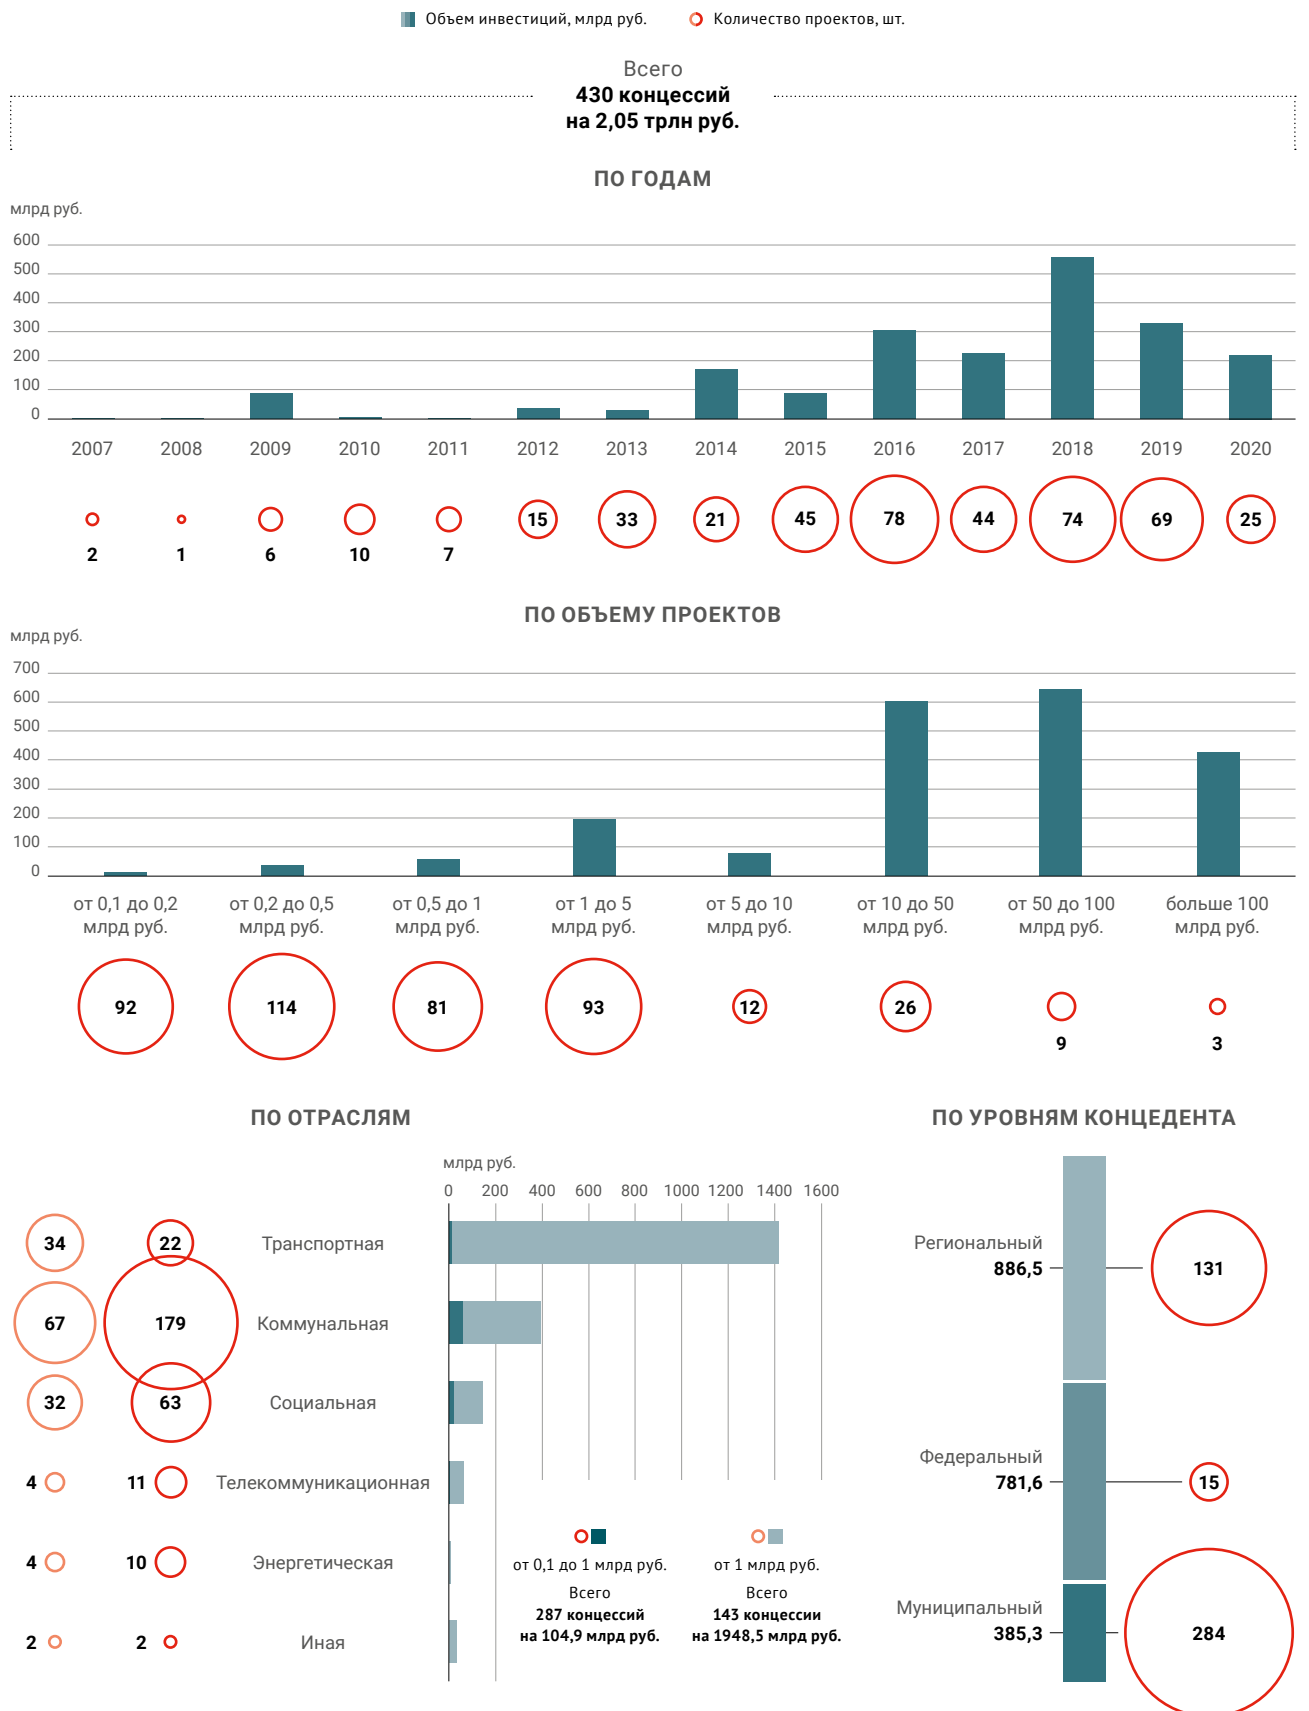 Объем инвестиций, млрд руб. Количество проектов, шт.
Всего
430 концессий
на 2,05 трлн руб.
ПО ГОДАМ
млрд руб.
600
500
400
300
200
100
0
2007 2008 2009 2010 2011 2012 2013 2014 2015 2016 2017 2018 2019 2020
2 1 6 10 7 15 33 21 45 78 44 74 69 25
ПО ОБЪЕМУ ПРОЕКТОВ
млрд руб.
700
600
500
400
300
200
100
0
от 0,1 до 0,2 от 0,2 до 0,5 от 0,5 до 1 от 1 до 5 от 5 до 10 от 10 до 50 от 50 до 100 больше 100
млрд руб. млрд руб. млрд руб. млрд руб. млрд руб. млрд руб. млрд руб. млрд руб.
92 114 81 93 12 26 9 3
ПО ОТРАСЛЯМ
млрд руб.
0 200 400 600 800 1000 1200 1400 1600
34 22 Транспортная
67 179 Коммунальная
32 63 Социальная
4 11 Телекоммуникационная
4 10 Энергетическая
2 2 Иная
от 0,1 до 1 млрд руб.
Всего
287 концессий
на 104,9 млрд руб.
от 1 млрд руб.
Всего
143 концессии
на 1948,5 млрд руб.
ПО УРОВНЯМ КОНЦЕДЕНТА
Региональный
886,5 131
Федеральный
781,6 15
Муниципальный
385,3 284